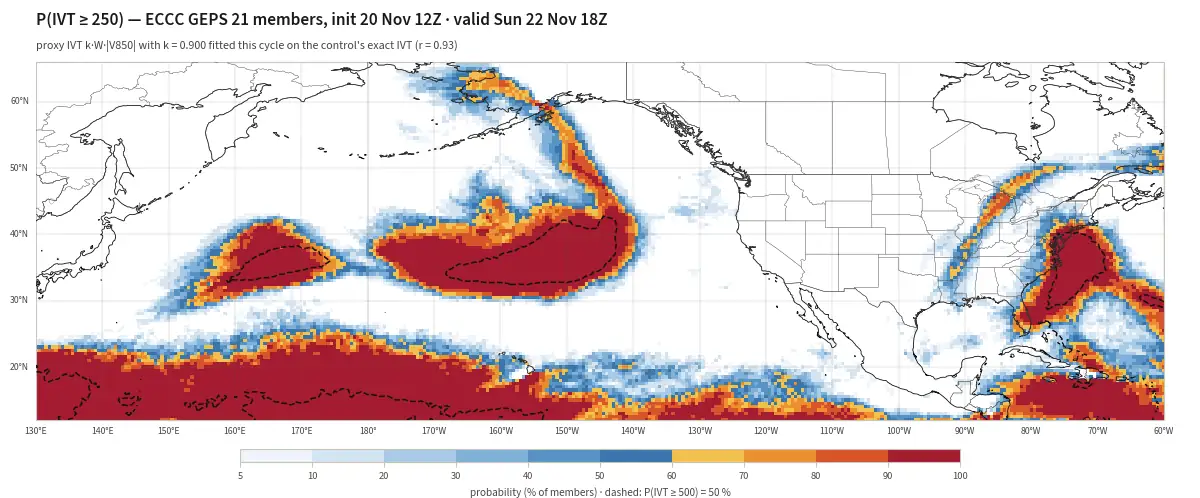 P(IVT ≥ 250) — ECCC GEPS 21 members, init 20 Nov 12Z · valid Sun 22 Nov 18Z
proxy IVT k·W·|V850| with k = 0.900 fitted this cycle on the control's exact IVT (r = 0.93)
60°N
50°N
40°N
30°N
20°N
130°E 140°E 150°E 160°E 170°E 180° 170°W 160°W 150°W 140°W 130°W 120°W 110°W 100°W 90°W 80°W 70°W 60°W
5 10 20 30 40 50 60 70 80 90 100
probability (% of members) · dashed: P(IVT ≥ 500) = 50 %